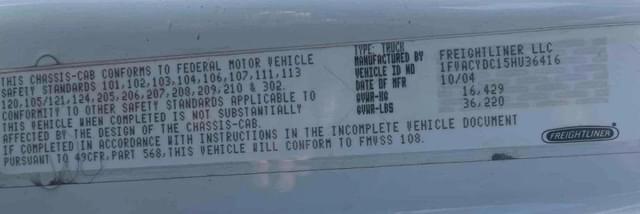 THIS CHASSIS-CAB CONFORMS TO FEDERAL MOTOR VEHICLE
SAFETY STANDARDS 101,102,103,104,106,107,111,113
120,105/121,124,205,206,207,208,209,210 & 302.
CONFORMITY TO OTHER SAFETY STANDARDS APPLICABLE TO
THIS VEHICLE WHEN COMPLETED IS NOT SUBSTANTIALLY
AFFECTED BY THE DESIGN OF THE CHASSIS-CAB.
IF COMPLETED IN ACCORDANCE WITH INSTRUCTIONS IN THE INCOMPLETE VEHICLE DOCUMENT
PURSUANT TO 49CFR,PART 568,THIS VEHICLE WILL CONFORM TO FMVSS 108.
TYPE: TRUCK
MANUFACTURED BY FREIGHTLINER LLC
VEHICLE ID NO 1FVACYDC15HU36416
DATE OF MFR 10/04
GVWR-KG 16,429
GVWR-LBS 36,220
FREIGHTLINER